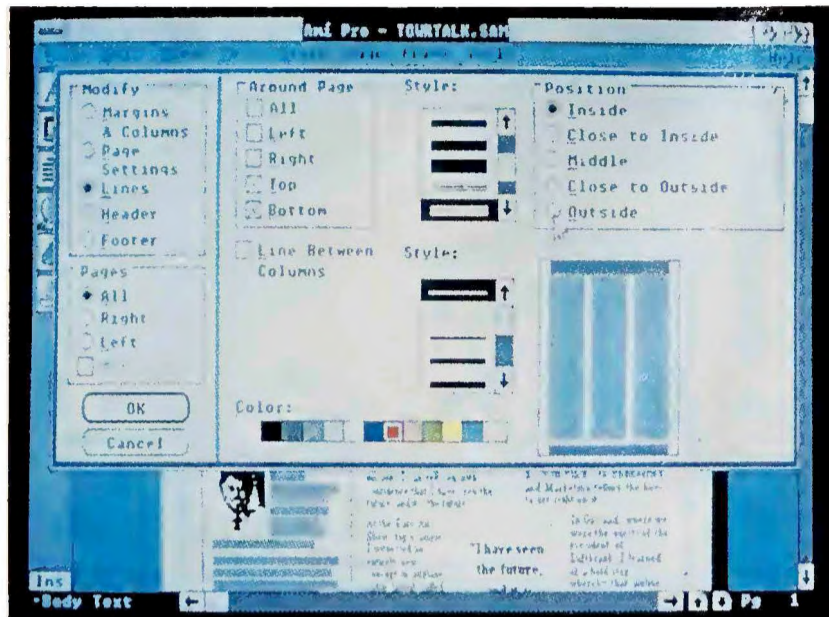 Ami Pro - TOWRTALK.SAM
Help
Modify
Margins
& Columns
Page
Settings
Lines
Header
Footer
Pages
All
Right
Left
OK
Cancel
Around Page
All
Left
Right
Top
Bottom
Line Between
Columns
Style:
Style:
Color:
Position
Inside
Close to Inside
Middle
Close to Outside
Outside
"I have seen
the future,
Ins
Body Text
Pg 1